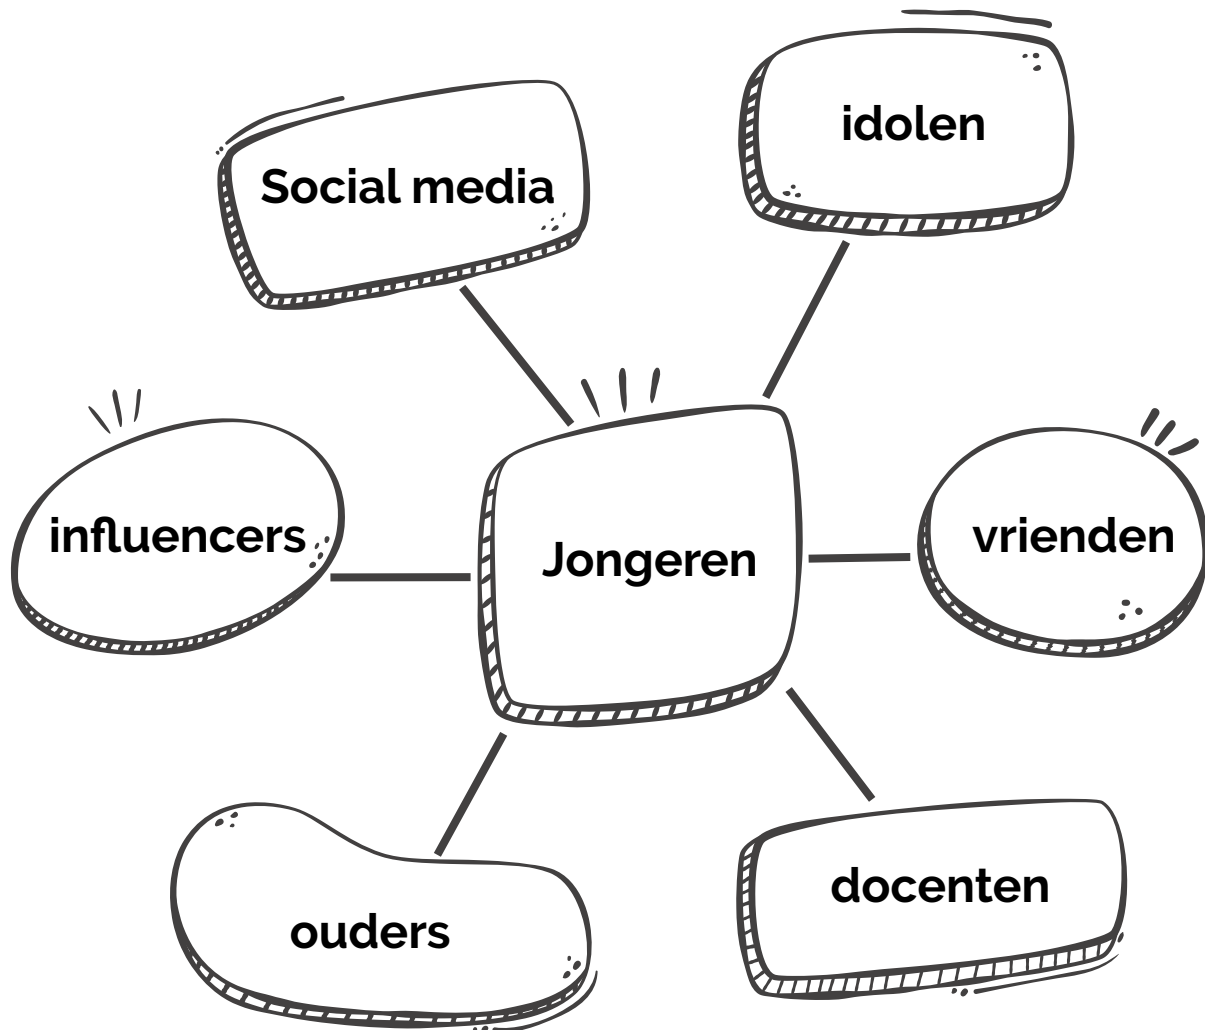 idolen
Social media
influencers
Jongeren
vrienden
ouders
docenten